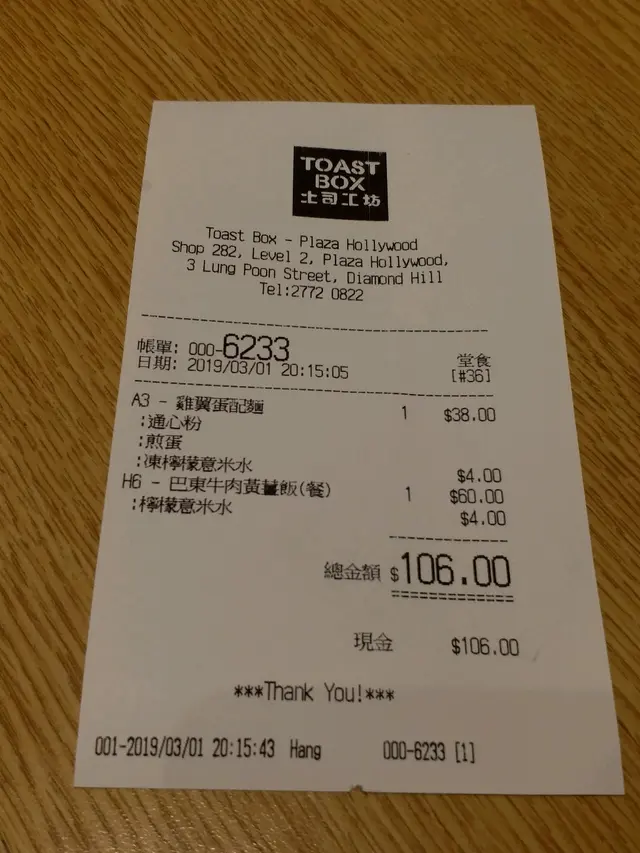 TOAST
BOX
土司工坊
Toast Box - Plaza Hollywood
Shop 282, Level 2, Plaza Hollywood,
3 Lung Poon Street, Diamond Hill
Tel:2772 0822
帳單: 000-6233 堂食
日期: 2019/03/01 20:15:05 [#36]
A3 - 雞翼蛋配麵 1 $38.00
:通心粉
:煎蛋
:凍檸檬意米水 $4.00
H6 - 巴東牛肉黃薑飯(餐) 1 $60.00
:檸檬意米水 $4.00
總金額 $106.00
現金 $106.00
***Thank You!***
001-2019/03/01 20:15:43 Hang 000-6233 [1]